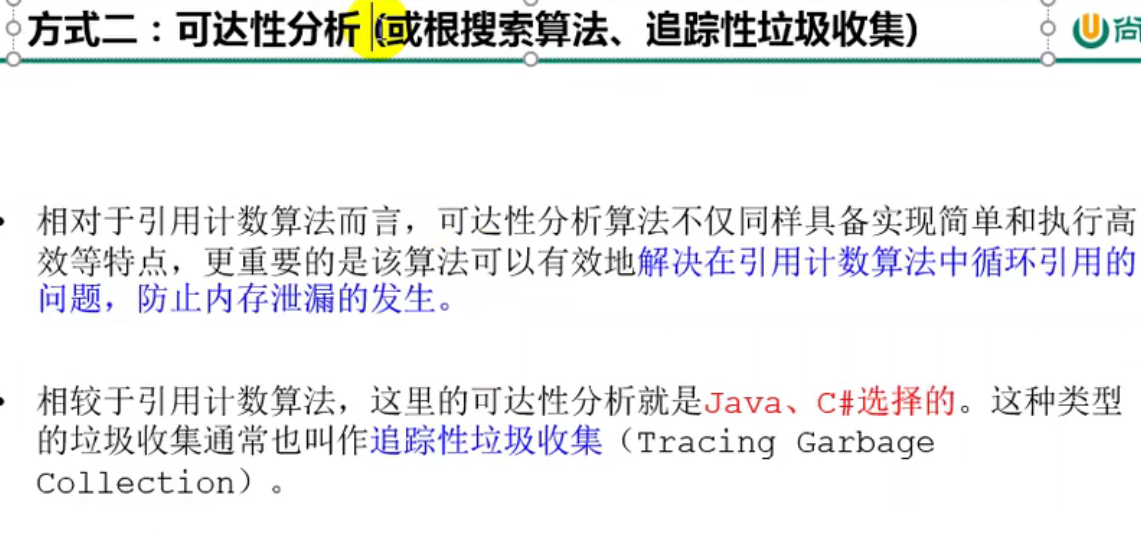 方式二：可达性分析 (或根搜索算法、追踪性垃圾收集)
尚
• 相对于引用计数算法而言，可达性分析算法不仅同样具备实现简单和执行高
效等特点，更重要的是该算法可以有效地解决在引用计数算法中循环引用的
问题，防止内存泄漏的发生。
• 相较于引用计数算法，这里的可达性分析就是Java、C#选择的。这种类型
的垃圾收集通常也叫作追踪性垃圾收集（Tracing Garbage
Collection）。